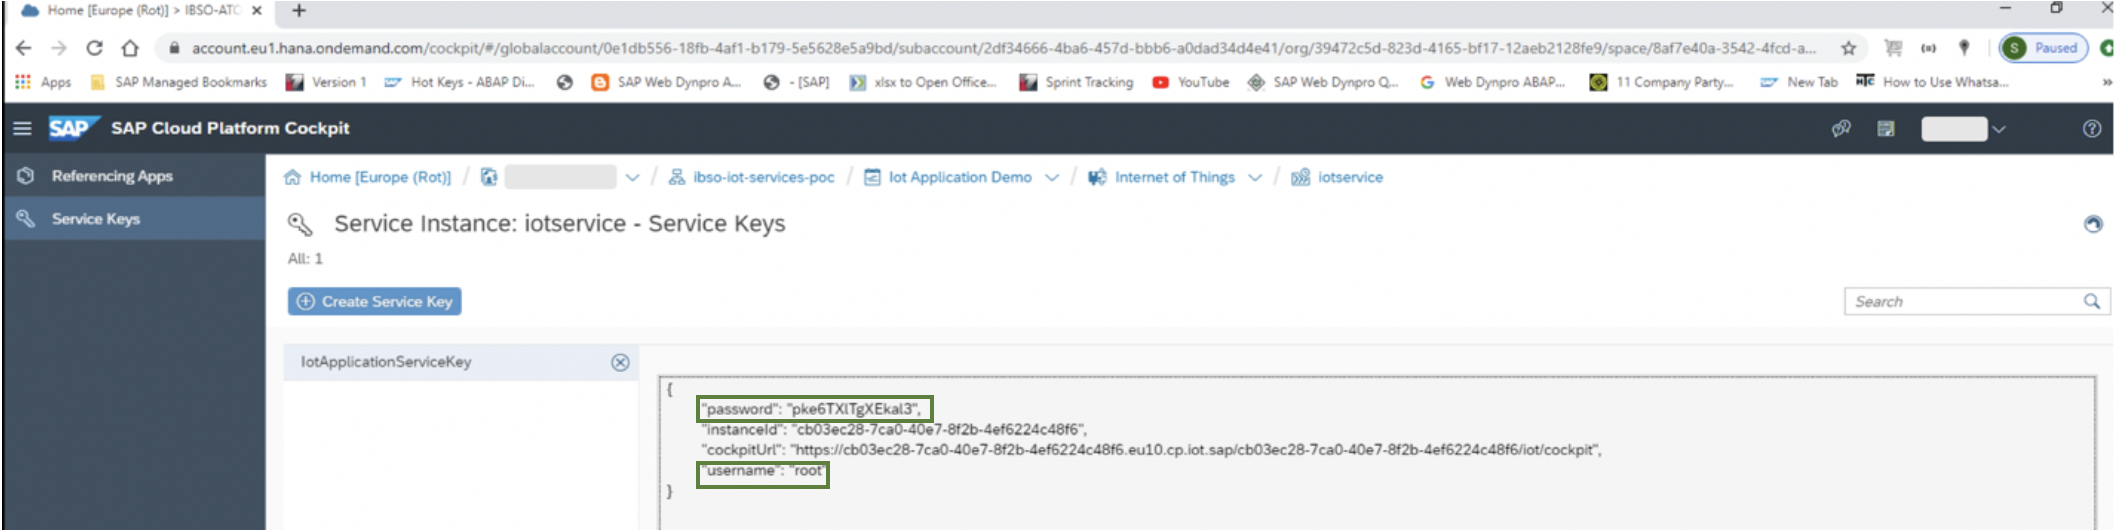 Home [Europe (Rot)] > IBSO-ATC
account.eu1.hana.ondemand.com/cockpit/#/globalaccount/0e1db556-18fb-4af1-b179-5e5628e5a9bd/subaccount/2df34666-4ba6-457d-bbb6-a0dad34d4e41/org/39472c5d-823d-4165-bf17-12aeb2128fe9/space/8af7e40a-3542-4fcd-a... S Paused
Apps SAP Managed Bookmarks Version 1 Hot Keys - ABAP Di... SAP Web Dynpro A... - [SAP] xlsx to Open Office... Sprint Tracking YouTube SAP Web Dynpro Q... Web Dynpro ABAP... 11 Company Party... New Tab How to Use Whatsa... »
SAP SAP Cloud Platform Cockpit
Referencing Apps
Service Keys
Home [Europe (Rot)] / / ibso-iot-services-poc / Iot Application Demo / Internet of Things / iotservice
Service Instance: iotservice - Service Keys
All: 1
Create Service Key
Search
IotApplicationServiceKey
{
"password": "pke6TXlTgXEkal3",
"instanceId": "cb03ec28-7ca0-40e7-8f2b-4ef6224c48f6",
"cockpitUrl": "https://cb03ec28-7ca0-40e7-8f2b-4ef6224c48f6.eu10.cp.iot.sap/cb03ec28-7ca0-40e7-8f2b-4ef6224c48f6/iot/cockpit",
"username": "root"
}